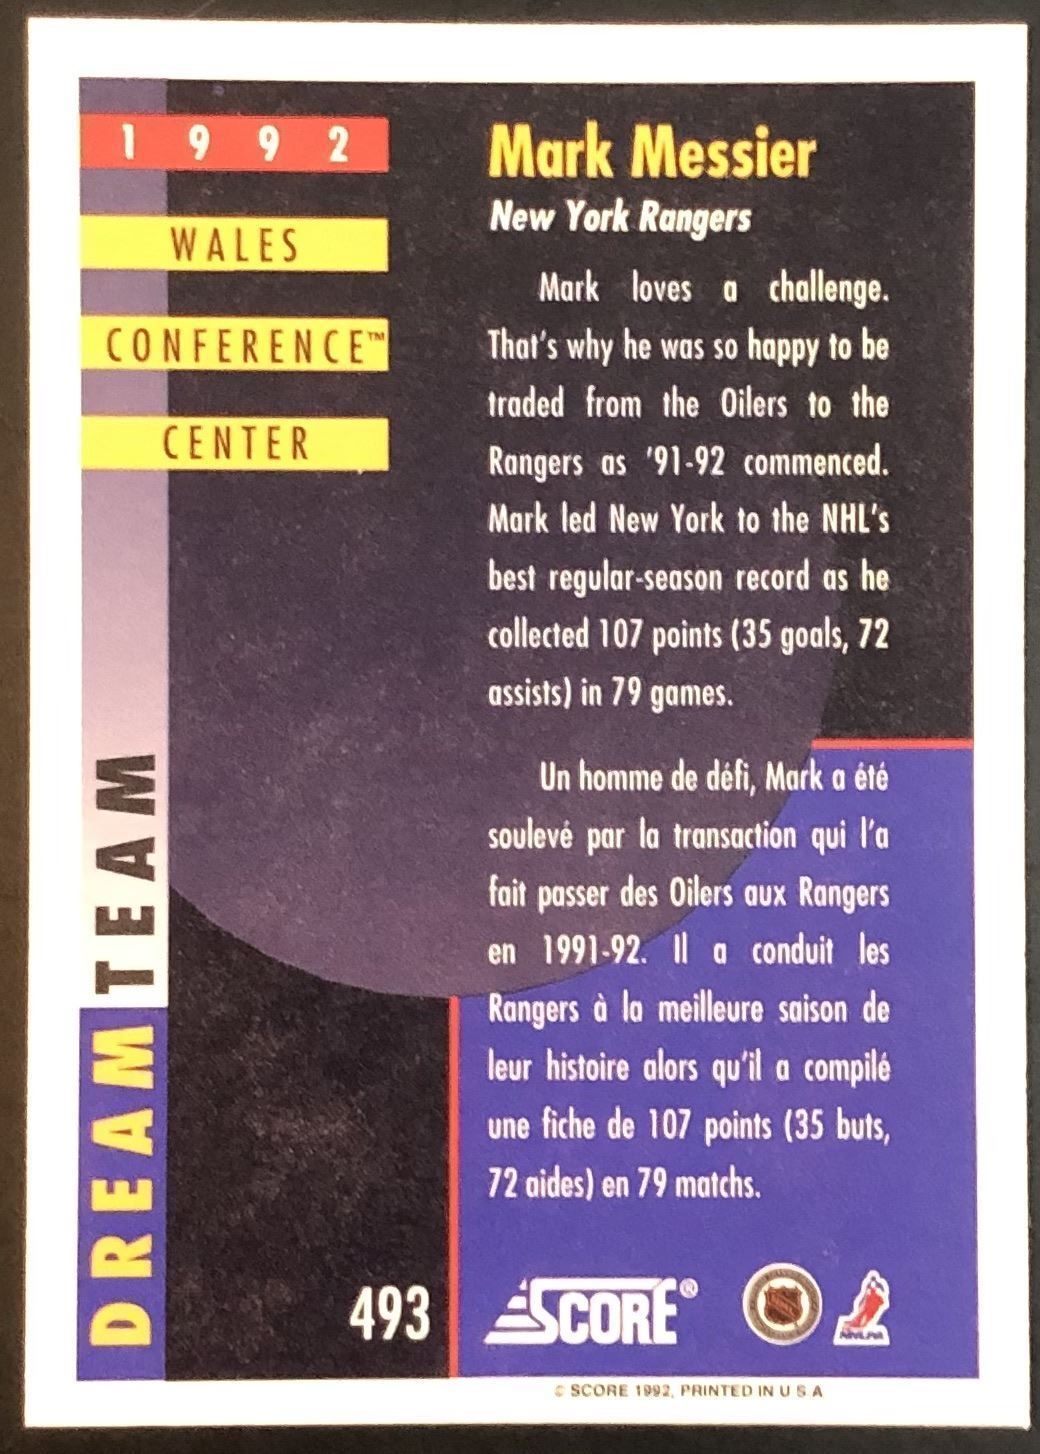 1 9 9 2
WALES
CONFERENCE™
CENTER
Mark Messier
New York Rangers
Mark loves a challenge.
That's why he was so happy to be
traded from the Oilers to the
Rangers as '91-92 commenced.
Mark led New York to the NHL's
best regular-season record as he
collected 107 points (35 goals, 72
assists) in 79 games.
Un homme de défi, Mark a été
soulevé par la transaction qui l'a
fait passer des Oilers aux Rangers
en 1991-92. Il a conduit les
Rangers à la meilleure saison de
leur histoire alors qu'il a compilé
une fiche de 107 points (35 buts,
72 aides) en 79 matchs.
DREAM TEAM
493
SCORE®
NHLPA
© SCORE 1992, PRINTED IN U S A